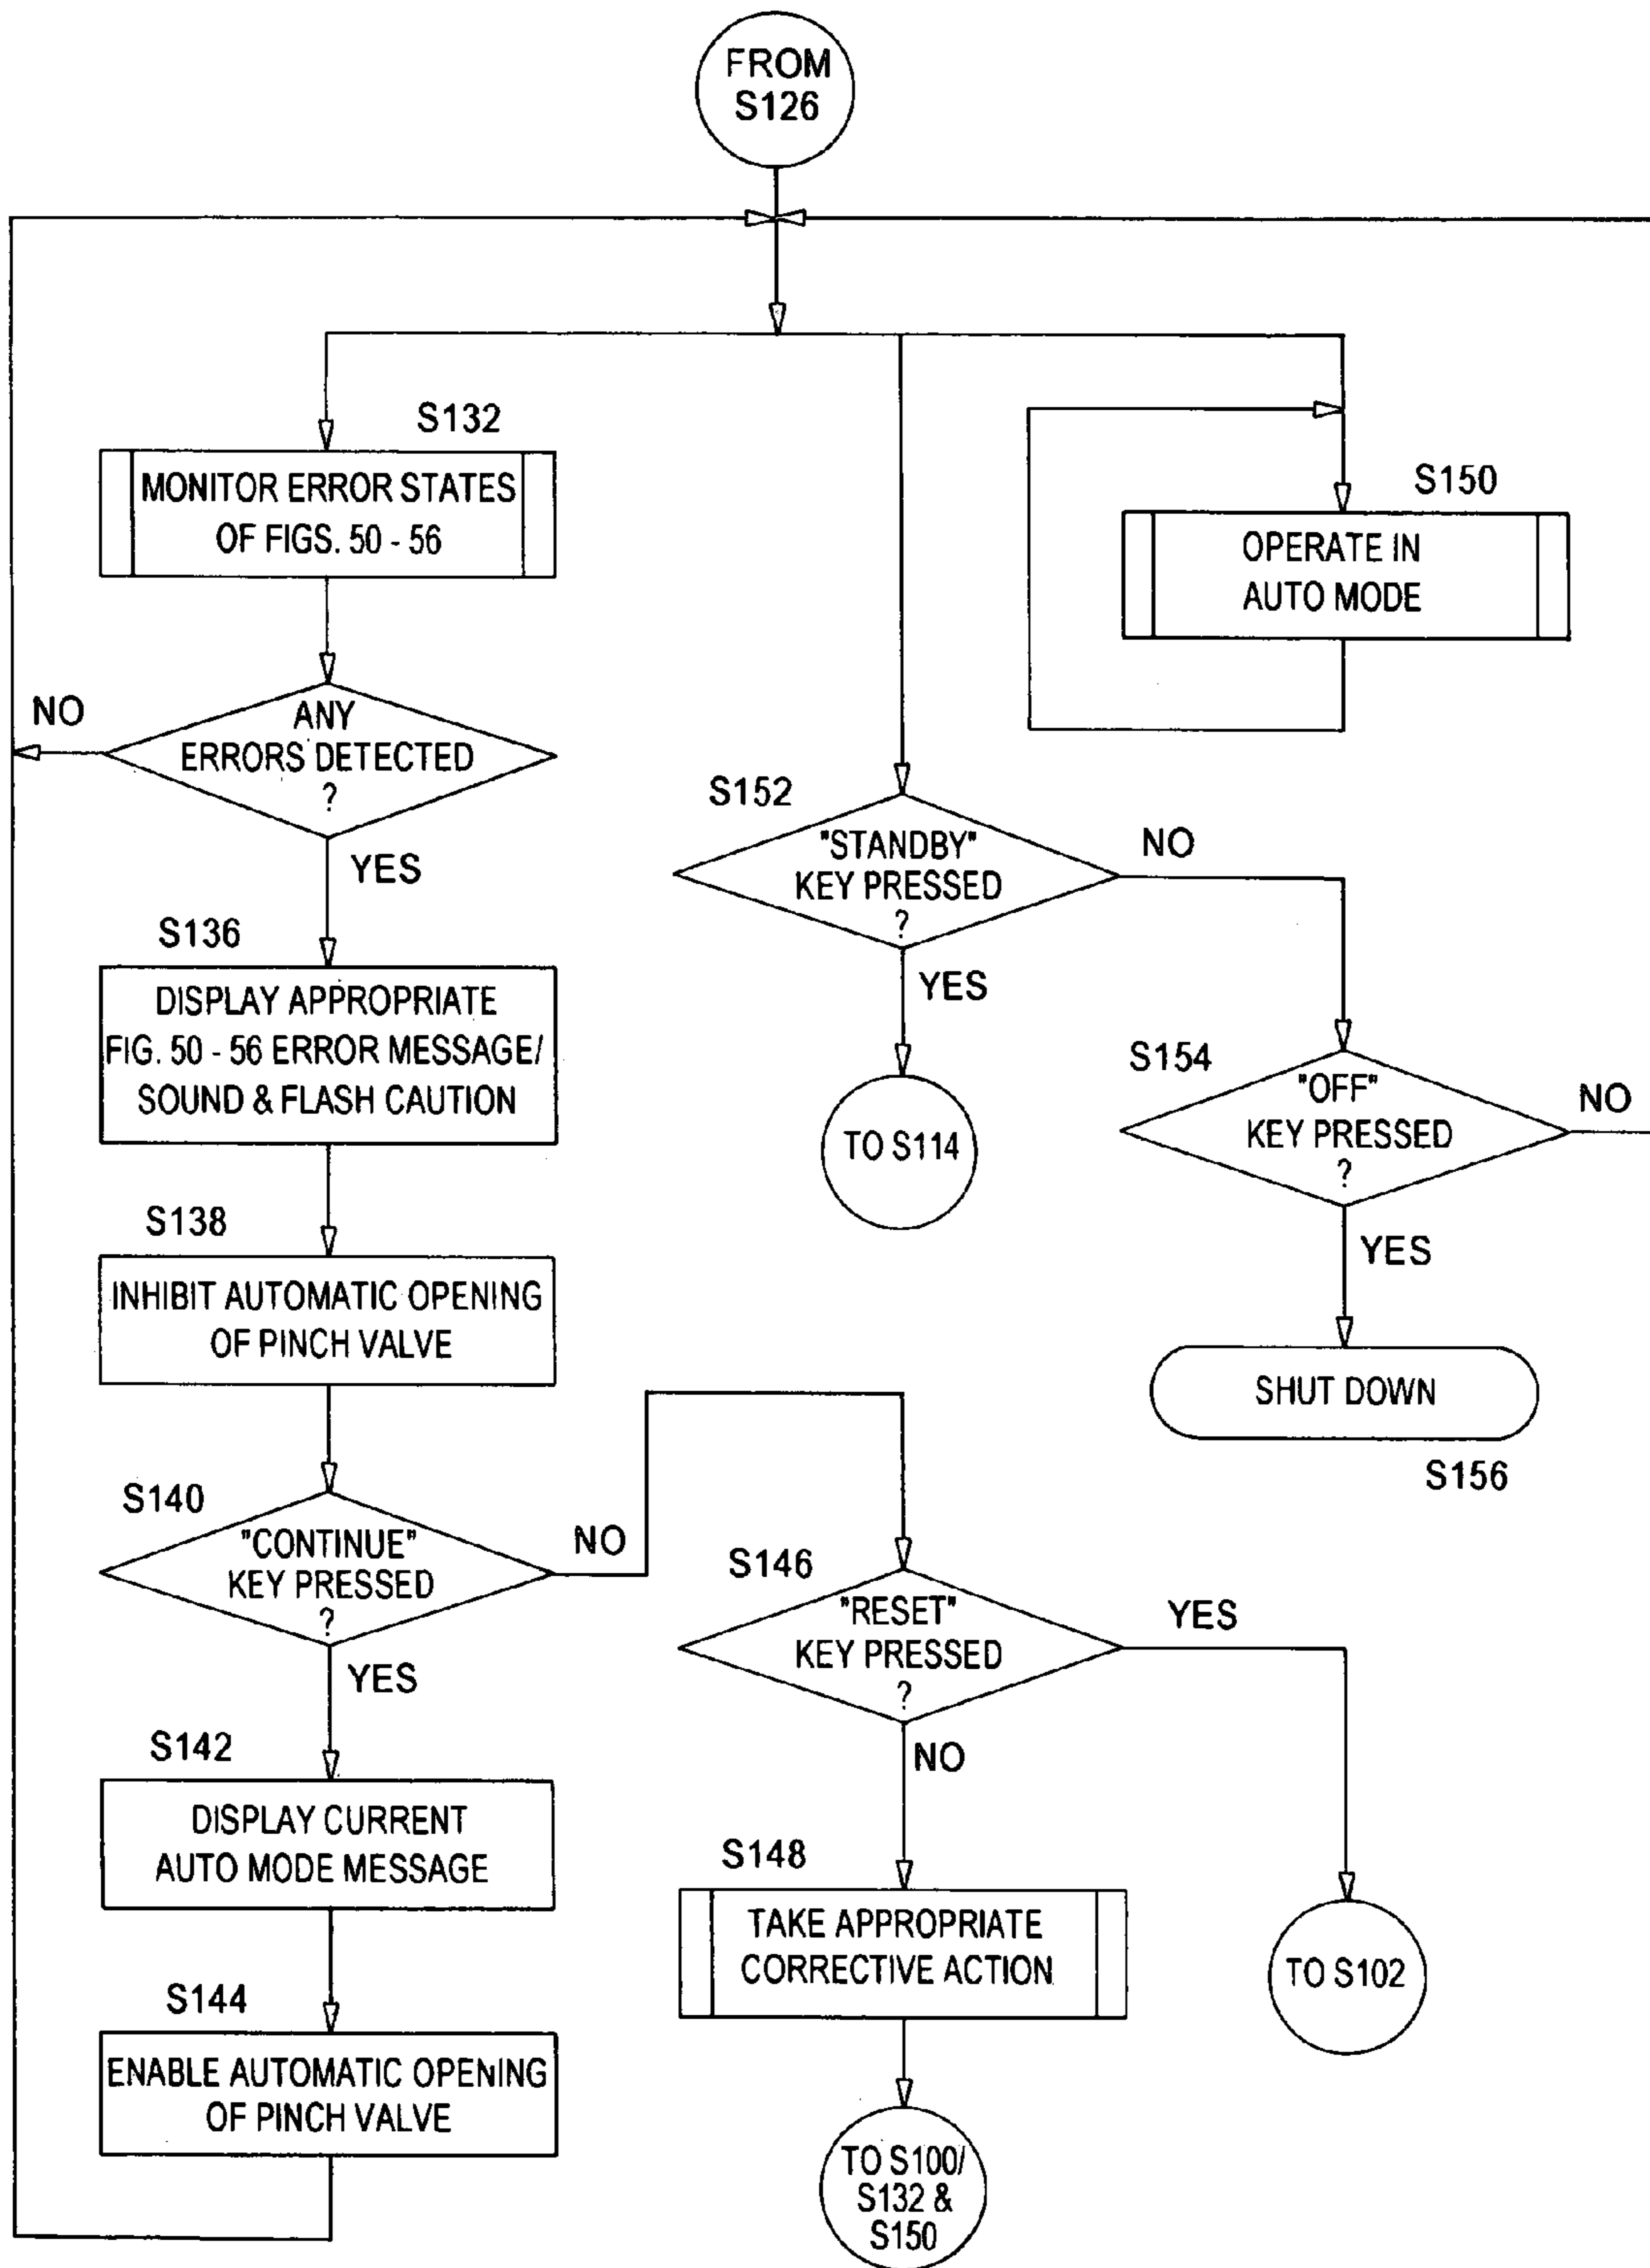 FROM
S126
S132
MONITOR ERROR STATES
OF FIGS. 50 - 56
S150
OPERATE IN
AUTO MODE
NO
ANY
ERRORS DETECTED
?
YES
S152
"STANDBY"
KEY PRESSED
?
NO
YES
TO S114
S136
DISPLAY APPROPRIATE
FIG. 50 - 56 ERROR MESSAGE/
SOUND & FLASH CAUTION
S154
"OFF"
KEY PRESSED
?
NO
YES
SHUT DOWN
S156
S138
INHIBIT AUTOMATIC OPENING
OF PINCH VALVE
S140
"CONTINUE"
KEY PRESSED
?
NO
YES
S146
"RESET"
KEY PRESSED
?
YES
NO
S142
DISPLAY CURRENT
AUTO MODE MESSAGE
S148
TAKE APPROPRIATE
CORRECTIVE ACTION
TO S102
S144
ENABLE AUTOMATIC OPENING
OF PINCH VALVE
TO S100/
S132 &
S150